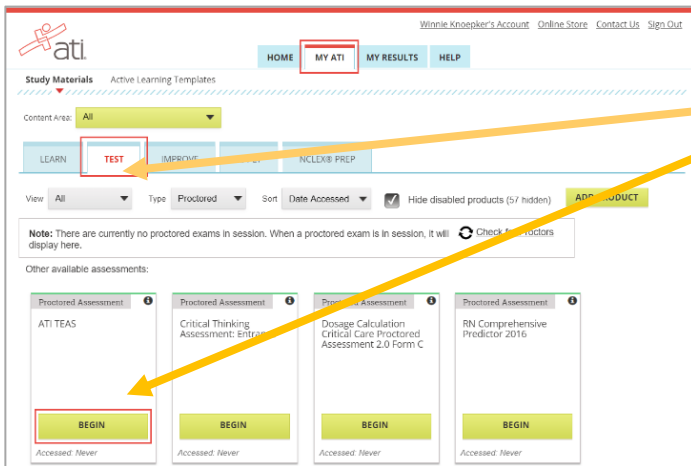 Winnie Knoepker's Account Online Store Contact Us Sign Out
ati
HOME MY ATI MY RESULTS HELP
Study Materials Active Learning Templates
Content Area: All
LEARN TEST IMPROVE NCLEX® PREP
View All Type Proctored Sort Date Accessed Hide disabled products (57 hidden) ADD PRODUCT
Note: There are currently no proctored exams in session. When a proctored exam is in session, it will display here. Check for Proctors
Other available assessments:
Proctored Assessment
ATI TEAS
BEGIN
Accessed: Never
Proctored Assessment
Critical Thinking
Assessment: Entrance
BEGIN
Accessed: Never
Proctored Assessment
Dosage Calculation
Critical Care Proctored
Assessment 2.0 Form C
BEGIN
Accessed: Never
Proctored Assessment
RN Comprehensive
Predictor 2016
BEGIN
Accessed: Never